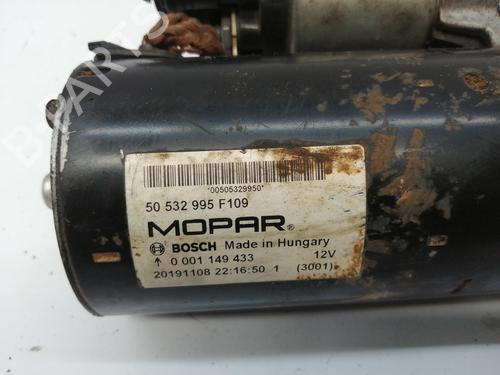 *00505329950*
50 532 995 F109
MOPAR®
BOSCH Made in Hungary
↑ 0 001 149 433 12V
20191108 22:16:50 1 (3001)
B-PARTS